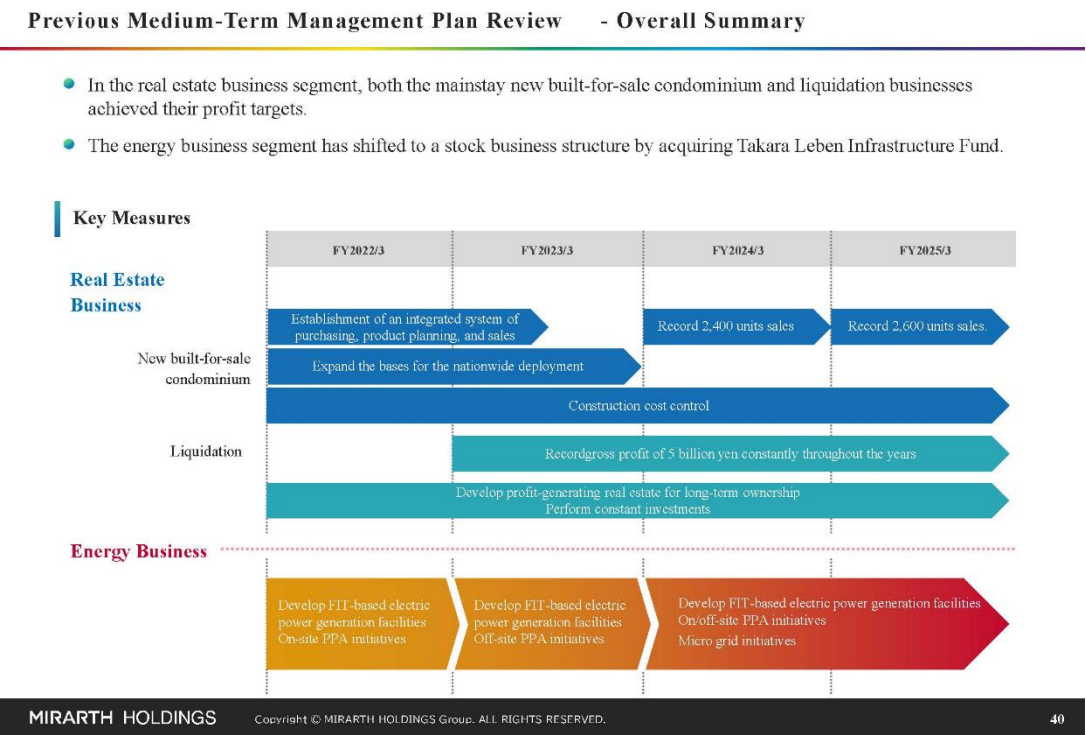 Previous Medium-Term Management Plan Review - Overall Summary
In the real estate business segment, both the mainstay new built-for-sale condominium and liquidation businesses
achieved their profit targets.
The energy business segment has shifted to a stock business structure by acquiring Takara Leben Infrastructure Fund.
Key Measures
FY2022/3 FY2023/3 FY2024/3 FY2025/3
Real Estate
Business
Establishment of an integrated system of
purchasing, product planning, and sales
Record 2,400 units sales
Record 2,600 units sales.
New built-for-sale
condominium
Expand the bases for the nationwide deployment
Construction cost control
Liquidation
Recordgross profit of 5 billion yen constantly throughout the years
Develop profit-generating real estate for long-term ownership
Perform constant investments
Energy Business
Develop FIT-based electric
power generation facilities
On-site PPA initiatives
Develop FIT-based electric
power generation facilities
Off-site PPA initiatives
Develop FIT-based electric power generation facilities
On/off-site PPA initiatives
Micro grid initiatives
MIRARTH HOLDINGS
Copyright © MIRARTH HOLDINGS Group. ALL RIGHTS RESERVED.
40